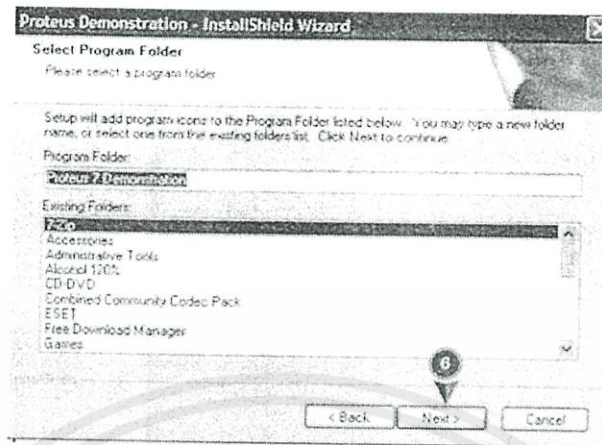 Proteus Demonstration - InstallShield Wizard
Select Program Folder
Please select a program folder
Setup will add program icons to the Program Folder listed below. You may type a new folder
name, or select one from the existing folders list. Click Next to continue.
Program Folder:
Proteus 7 Demonstration
Existing Folders:
7-Zip
Accessories
Administrative Tools
Alcohol 120%
CD-DVD
Combined Community Codec Pack
ESET
Free Download Manager
Games
6
< Back
Next >
Cancel